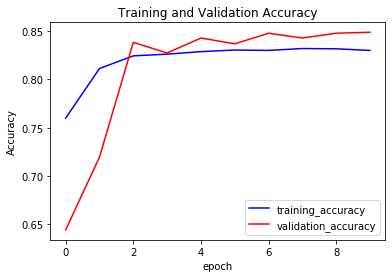 Training and Validation Accuracy
Accuracy
0.85
0.80
0.75
0.70
0.65
training_accuracy
validation_accuracy
0 2 4 6 8
epoch